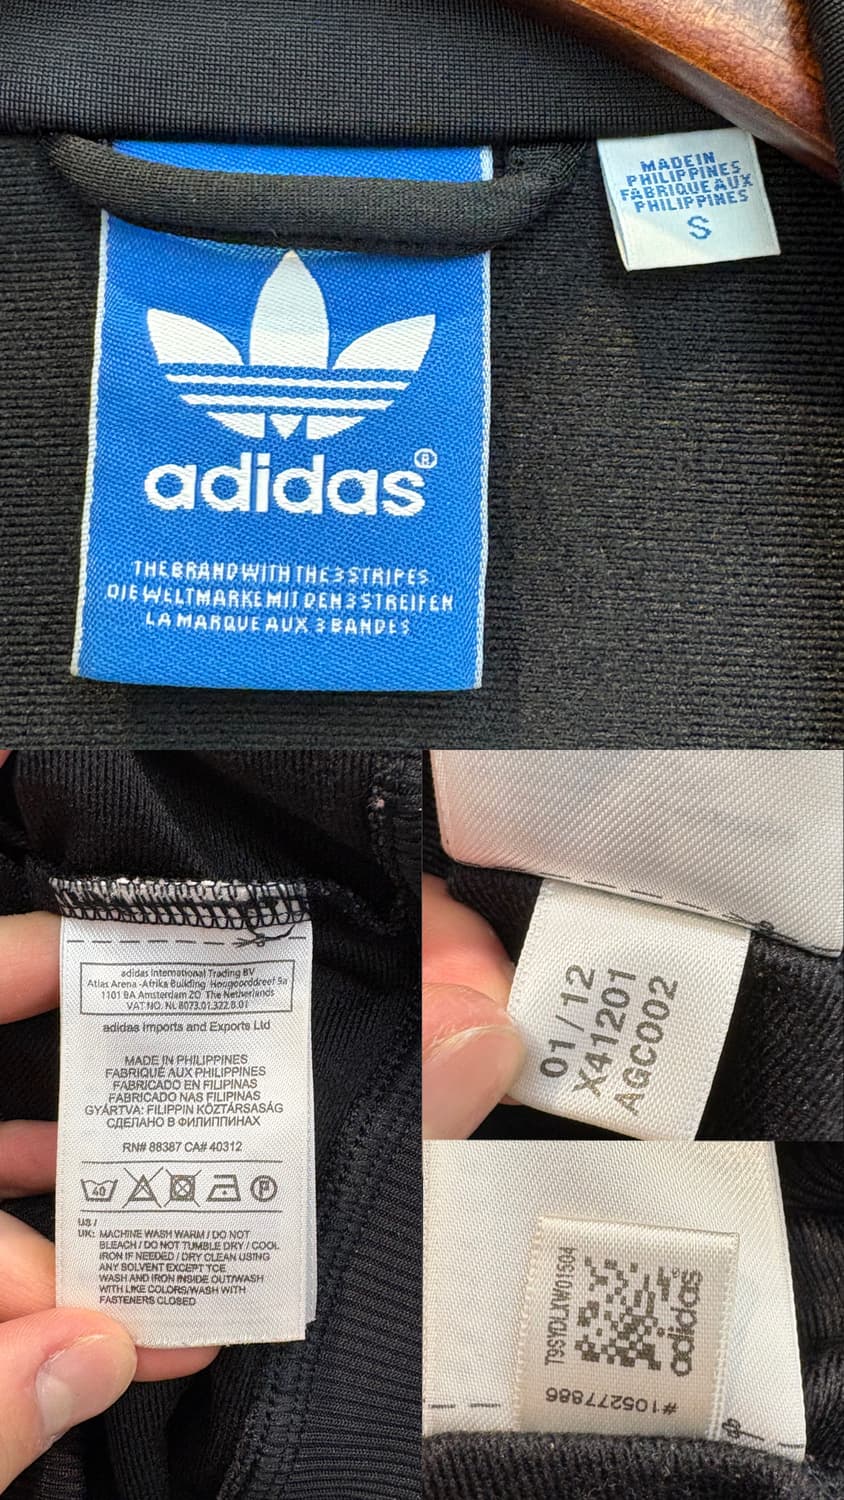 adidas®
THE BRAND WITH THE 3 STRIPES
DIE WELTMARKE MIT DEN 3 STREIFEN
LA MARQUE AUX 3 BANDES
MADE IN
PHILIPPINES
FABRIQUE AUX
PHILIPPINES
S
adidas International Trading BV
Atlas Arena -Afrika Building Hoogoorddreef 9a
1101 BA Amsterdam ZO The Netherlands
VAT NO. NL 8073.01.322.B.01
adidas Imports and Exports Ltd
MADE IN PHILIPPINES
FABRIQUÉ AUX PHILIPPINES
FABRICADO EN FILIPINAS
FABRICADO NAS FILIPINAS
GYÁRTVA: FILIPPIN KÖZTÁRSASÁG
СДЕЛАНО В ФИЛИППИНАХ
RN# 88387 CA# 40312
40
P
US /
UK: MACHINE WASH WARM / DO NOT
BLEACH / DO NOT TUMBLE DRY / COOL
IRON IF NEEDED / DRY CLEAN USING
ANY SOLVENT EXCEPT TCE
WASH AND IRON INSIDE OUT/WASH
WITH LIKE COLORS/WASH WITH
FASTENERS CLOSED
01/12
X41201
AGC002
T9SYDLXW01504
adidas
#105277886